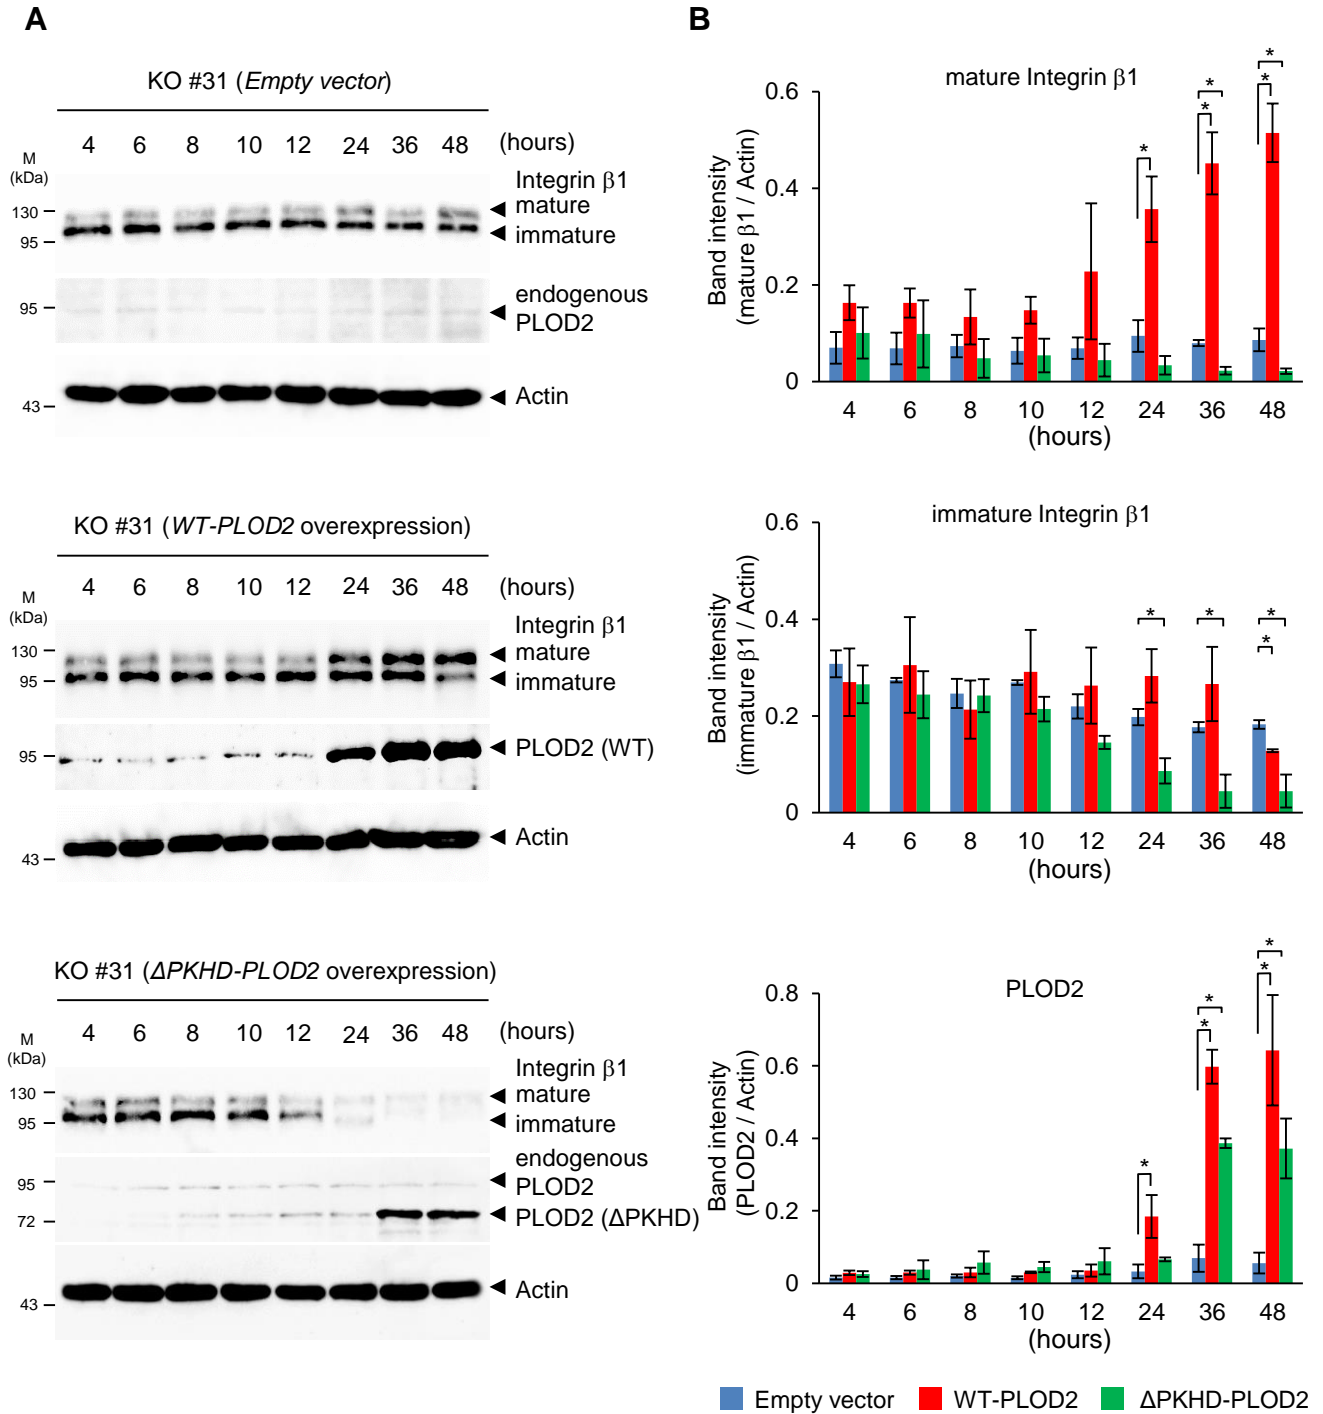 A
KO #31 (Empty vector)
4 6 8 10 12 24 36 48 (hours)
M
(kDa)
Integrin β1
130 mature
95 immature
endogenous
95 PLOD2
Actin
43
KO #31 (WT-PLOD2 overexpression)
4 6 8 10 12 24 36 48 (hours)
M
(kDa)
Integrin β1
130 mature
95 immature
95 PLOD2 (WT)
Actin
43
KO #31 (ΔPKHD-PLOD2 overexpression)
4 6 8 10 12 24 36 48 (hours)
M
(kDa)
Integrin β1
130 mature
95 immature
endogenous
95 PLOD2
72 PLOD2 (ΔPKHD)
Actin
43
B
mature Integrin β1
Band intensity
(mature β1 / Actin)
0.6
0.4
0.2
0
* * * * *
4 6 8 10 12 24 36 48
(hours)
immature Integrin β1
Band intensity
(immature β1 / Actin)
0.6
0.4
0.2
0
* * * *
4 6 8 10 12 24 36 48
(hours)
PLOD2
Band intensity
(PLOD2 / Actin)
0.8
0.6
0.4
0.2
0
* * * * *
4 6 8 10 12 24 36 48
(hours)
Empty vector WT-PLOD2 ΔPKHD-PLOD2